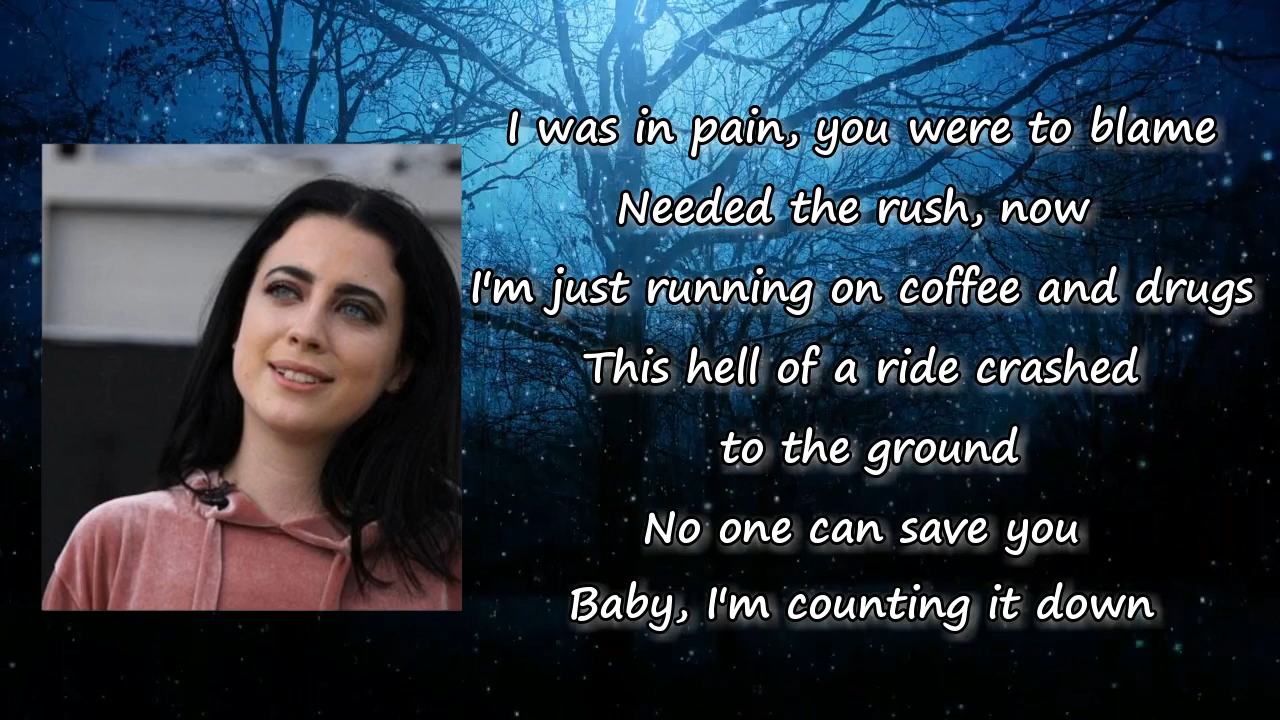 I was in pain, you were to blame
Needed the rush, now
I'm just running on coffee and drugs
This hell of a ride crashed
to the ground
No one can save you
Baby, I'm counting it down